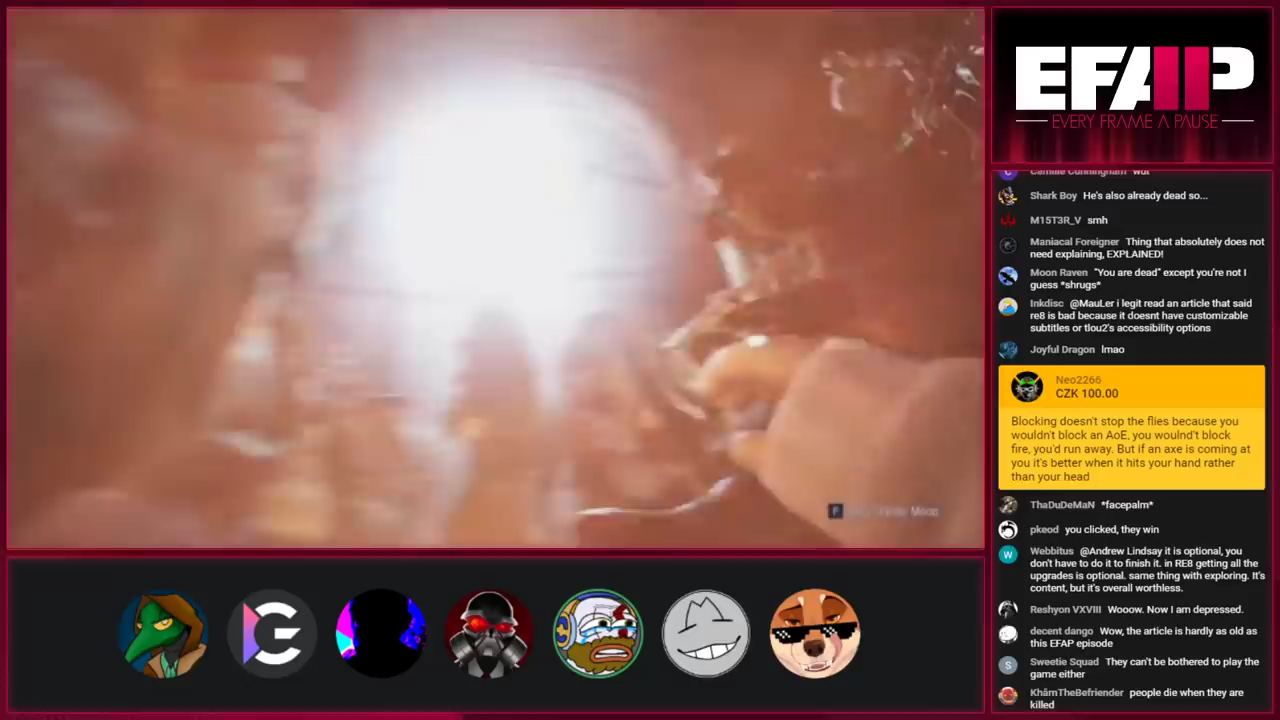 EFAP
EVERY FRAME A PAUSE
Camille Cunningham wut
Shark Boy He's also already dead so...
M15T3R_V smh
Maniacal Foreigner Thing that absolutely does not
need explaining, EXPLAINED!
Moon Raven "You are dead" except you're not I
guess *shrugs*
Inkdisc @MauLer i legit read an article that said
re8 is bad because it doesnt have customizable
subtitles or tlou2's accessibility options
Joyful Dragon lmao
Neo2266
CZK 100.00
Blocking doesn't stop the flies because you
wouldn't block an AoE, you woulnd't block
fire, you'd run away. But if an axe is coming at
you it's better when it hits your hand rather
than your head
ThaDuDeMaN *facepalm*
pkeod you clicked, they win
W Webbitus @Andrew Lindsay it is optional, you
don't have to do it to finish it. in RE8 getting all the
upgrades is optional. same thing with exploring. It's
content, but it's overall worthless.
Reshyon VXVIII Wooow. Now I am depressed.
decent dango Wow, the article is hardly as old as
this EFAP episode
S Sweetie Squad They can't be bothered to play the
game either
KhâmTheBefriender people die when they are
killed